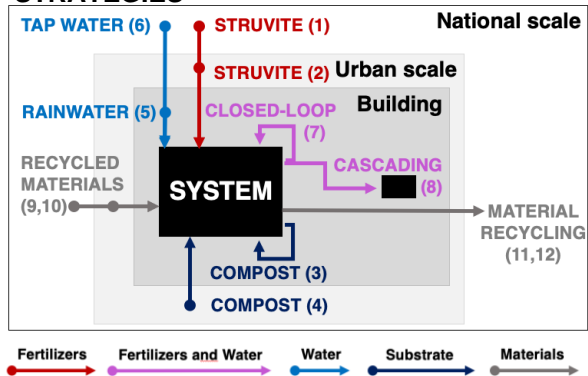 STRATEGIES
National scale
TAP WATER (6)
STRUVITE (1)
STRUVITE (2)
Urban scale
Building
RAINWATER (5)
CLOSED-LOOP
(7)
RECYCLED
MATERIALS
(9,10)
SYSTEM
CASCADING
(8)
MATERIAL
RECYCLING
(11,12)
COMPOST (3)
COMPOST (4)
Fertilizers
Fertilizers and Water
Water
Substrate
Materials